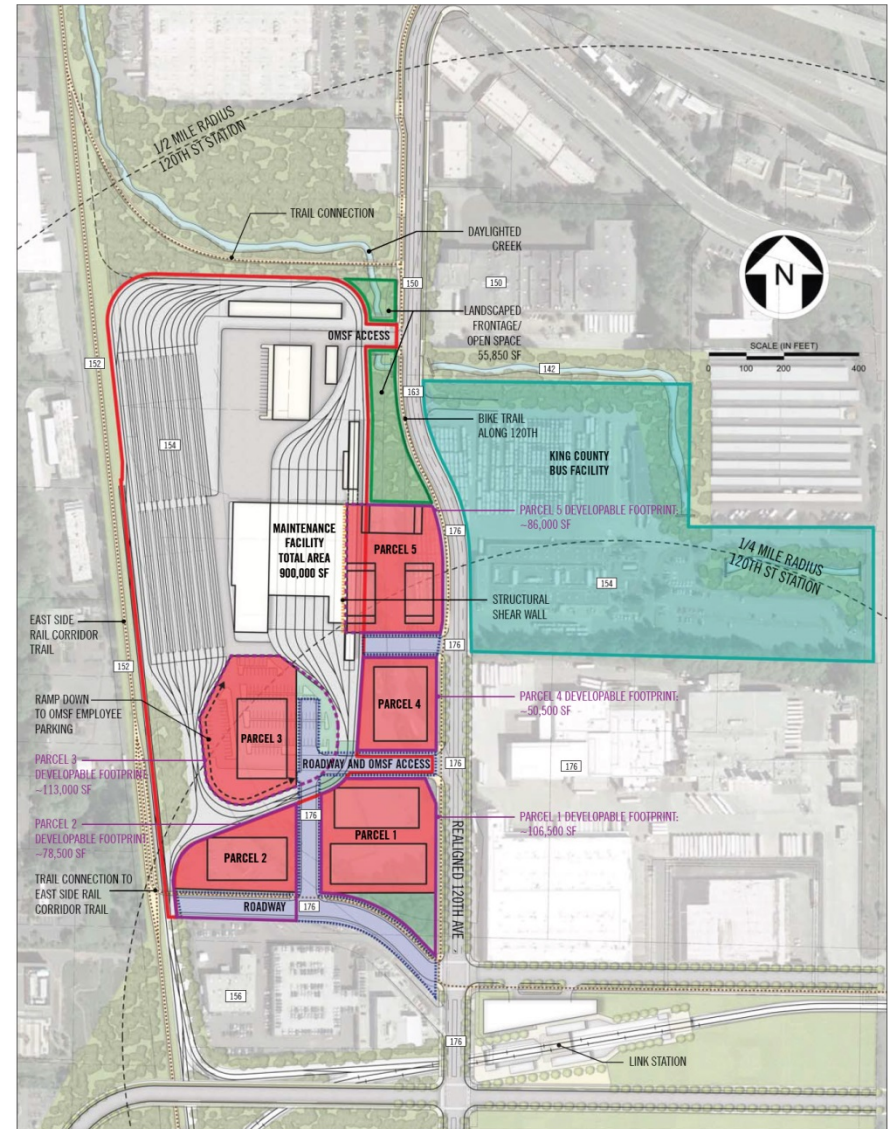 1/2 MILE RADIUS
120TH ST STATION
TRAIL CONNECTION
DAYLIGHTED
CREEK
N
150
150
LANDSCAPED
FRONTAGE/
OPEN SPACE
55,850 SF
OMSF ACCESS
SCALE (IN FEET)
0 100 200 400
152
142
163
BIKE TRAIL
ALONG 120TH
KING COUNTY
BUS FACILITY
154
PARCEL 5 DEVELOPABLE FOOTPRINT:
~86,000 SF
176
MAINTENANCE
FACILITY
TOTAL AREA
900,000 SF
PARCEL 5
1/4 MILE RADIUS
120TH ST STATION
154
STRUCTURAL
SHEAR WALL
EAST SIDE
RAIL CORRIDOR
TRAIL
176
152
RAMP DOWN
TO OMSF EMPLOYEE
PARKING
PARCEL 4 DEVELOPABLE FOOTPRINT:
~50,500 SF
PARCEL 4
PARCEL 3
PARCEL 3
DEVELOPABLE FOOTPRINT:
~113,000 SF
ROADWAY AND OMSF ACCESS
176
176
PARCEL 2
DEVELOPABLE FOOTPRINT:
~78,500 SF
176
PARCEL 1
PARCEL 1 DEVELOPABLE FOOTPRINT:
~106,500 SF
PARCEL 2
TRAIL CONNECTION TO
EAST SIDE RAIL
CORRIDOR TRAIL
ROADWAY
176
REALIGNED 120TH AVE
156
176
LINK STATION